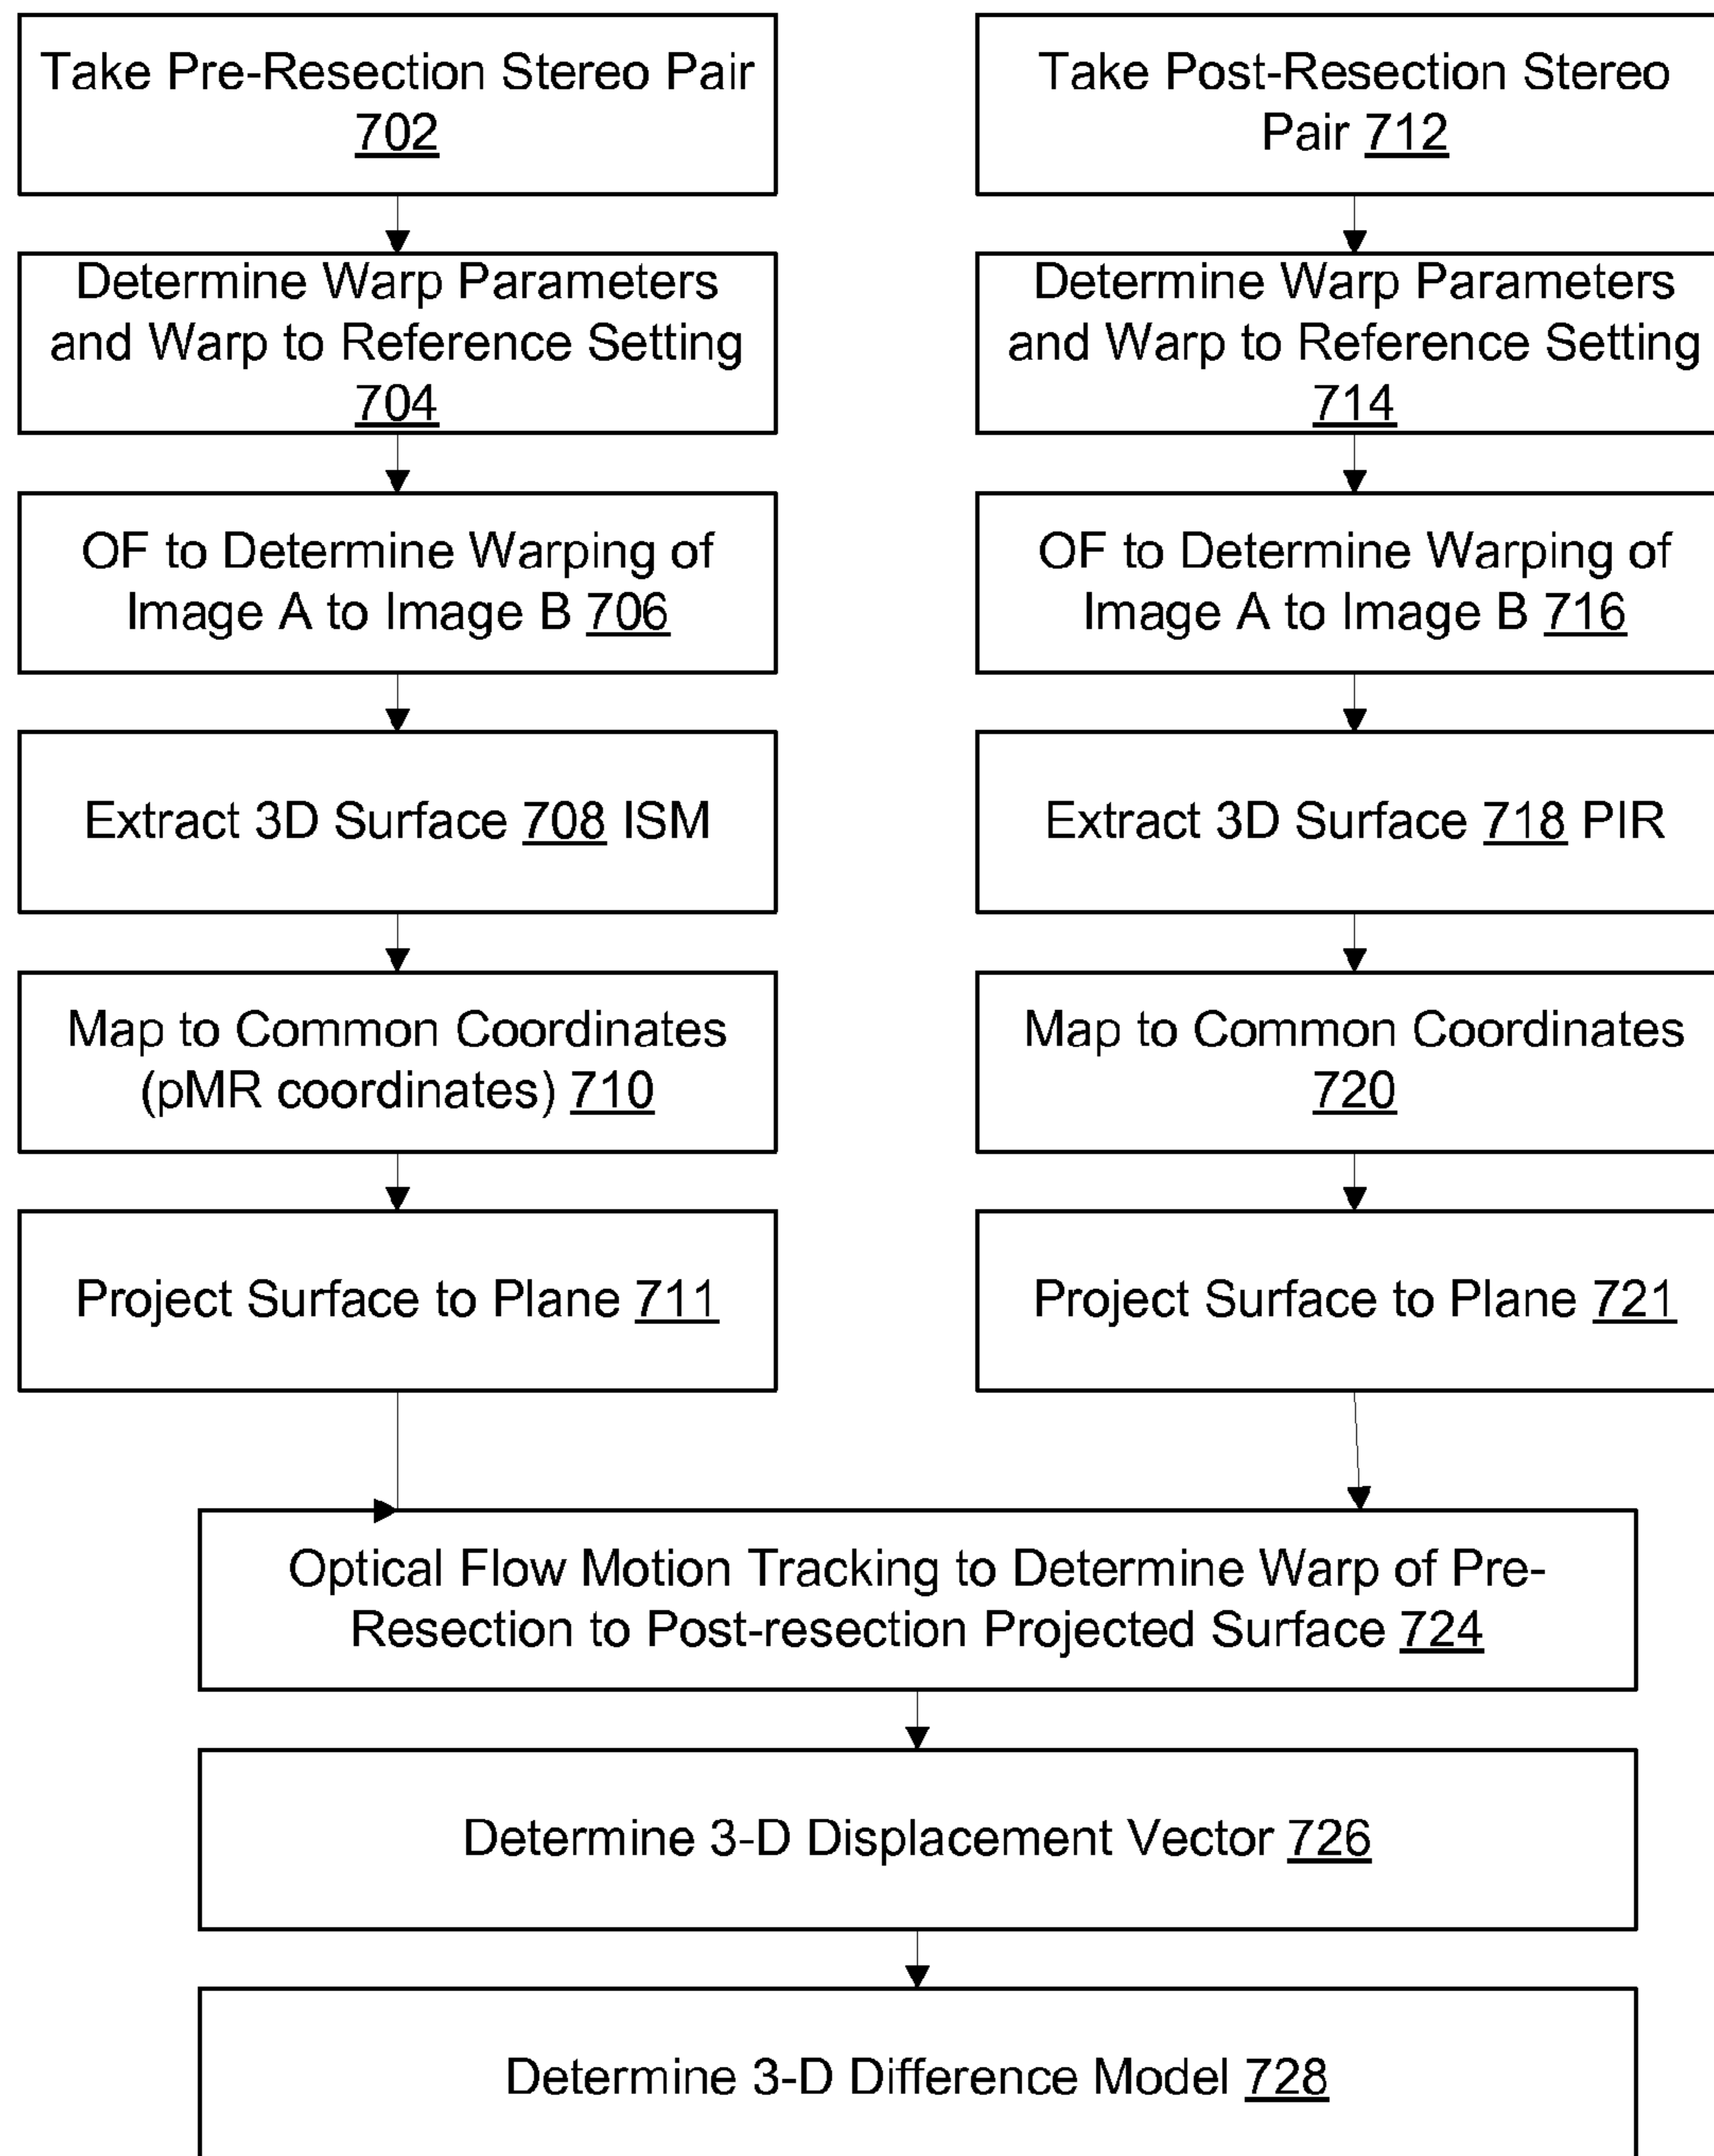 Take Pre-Resection Stereo Pair
702
Determine Warp Parameters
and Warp to Reference Setting
704
OF to Determine Warping of
Image A to Image B 706
Extract 3D Surface 708 ISM
Map to Common Coordinates
(pMR coordinates) 710
Project Surface to Plane 711
Take Post-Resection Stereo
Pair 712
Determine Warp Parameters
and Warp to Reference Setting
714
OF to Determine Warping of
Image A to Image B 716
Extract 3D Surface 718 PIR
Map to Common Coordinates
720
Project Surface to Plane 721
Optical Flow Motion Tracking to Determine Warp of Pre-
Resection to Post-resection Projected Surface 724
Determine 3-D Displacement Vector 726
Determine 3-D Difference Model 728